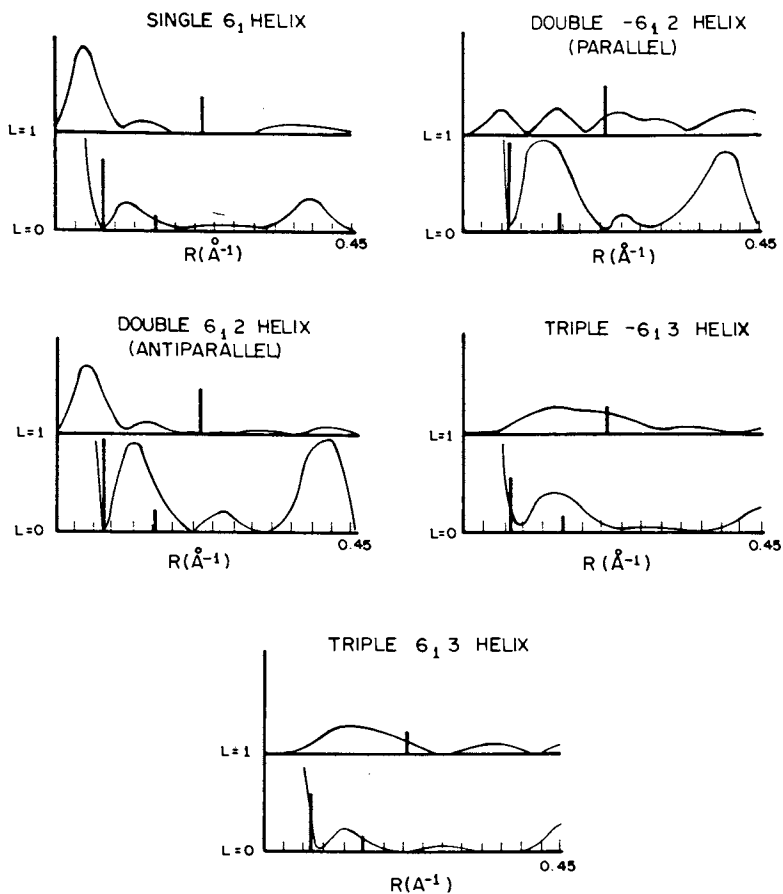 SINGLE 6₁ HELIX
L=1
L=0
R(Å⁻¹)
0.45
DOUBLE -6₁ 2 HELIX
(PARALLEL)
L=1
L=0
R(Å⁻¹)
0.45
DOUBLE 6₁ 2 HELIX
(ANTIPARALLEL)
L=1
L=0
R(Å⁻¹)
0.45
TRIPLE -6₁ 3 HELIX
L=1
L=0
R(Å⁻¹)
0.45
TRIPLE 6₁ 3 HELIX
L=1
L=0
R(A⁻¹)
0.45